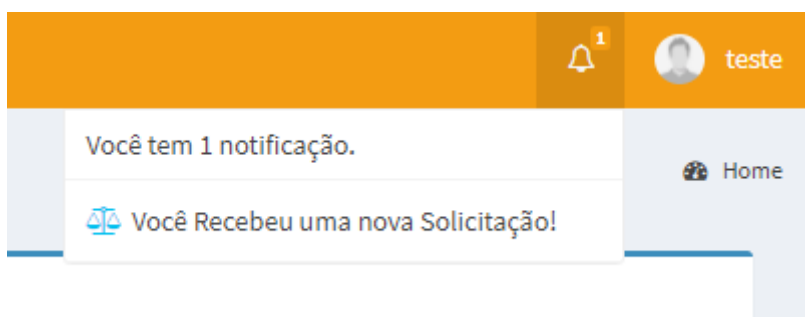 1
teste
Você tem 1 notificação.
Home
Você Recebeu uma nova Solicitação!